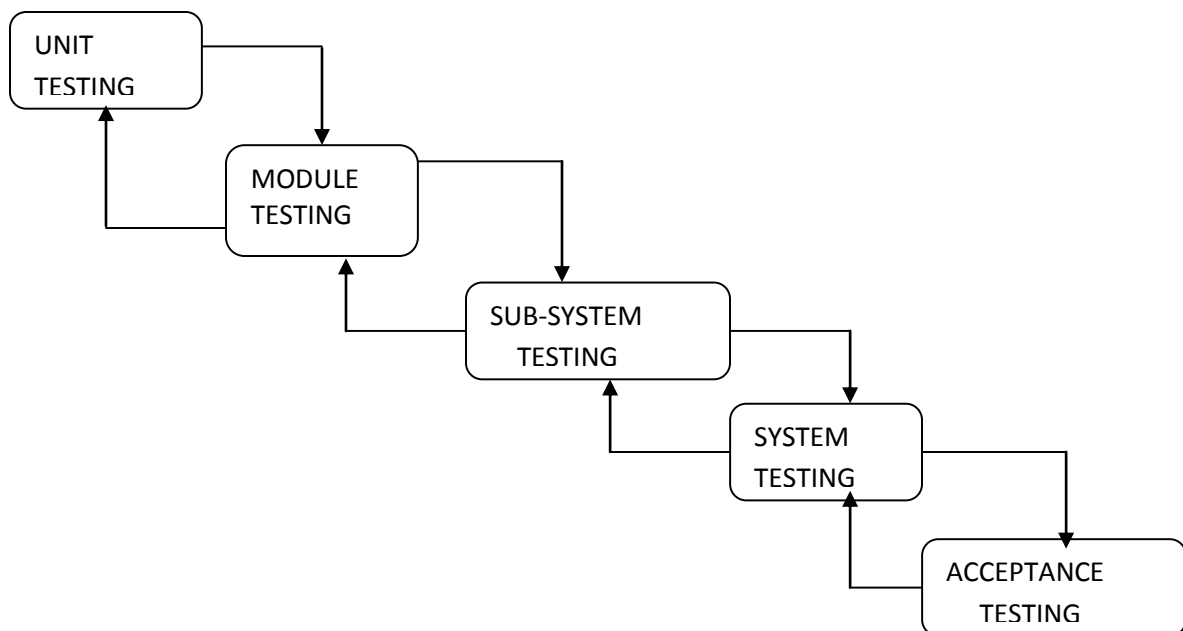 UNIT
TESTING
MODULE
TESTING
SUB-SYSTEM
TESTING
SYSTEM
TESTING
ACCEPTANCE
TESTING